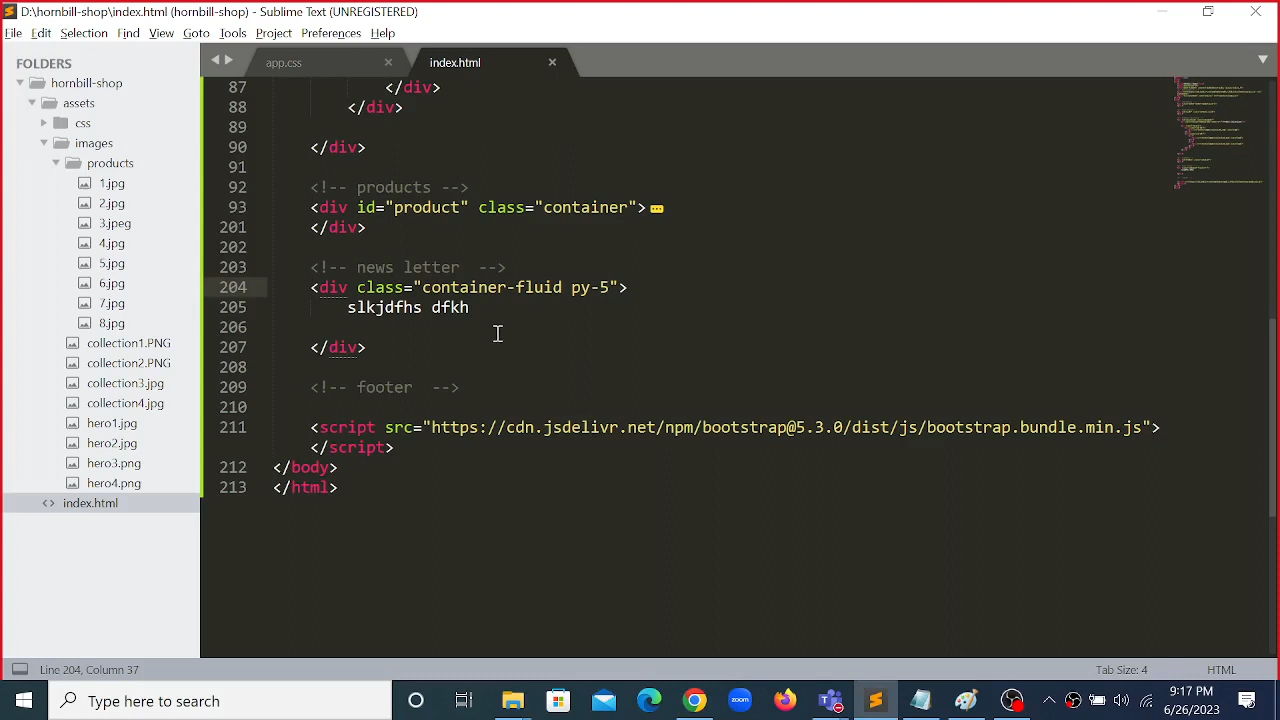 D:\hornbill-shop\index.html (hornbill-shop) - Sublime Text (UNREGISTERED)
File Edit Selection Find View Goto Tools Project Preferences Help
FOLDERS
hornbill-shop
assets
css
images
products
1.jpg
2.jpg
3.jpeg
4.jpg
5.jpg
6.jpg
7.jpg
8.jpg
collection1.PNG
collection2.PNG
collection3.jpg
collection4.jpg
hero1.jpg
hero2.jpg
hero3.png
hero4.png
<> index.html
app.css
index.html
87 </div>
88 </div>
89
90 </div>
91
92 <!-- products -->
93 <div id="product" class="container">
201 </div>
202
203 <!-- news letter  -->
204 <div class="container-fluid py-5">
205 slkjdfhs dfkh
206
207 </div>
208
209 <!-- footer  -->
210
211 <script src="https://cdn.jsdelivr.net/npm/bootstrap@5.3.0/dist/js/bootstrap.bundle.min.js">
</script>
212 </body>
213 </html>
Line 204, Column 37
Tab Size: 4
HTML
Type here to search
zoom
9:17 PM
6/26/2023